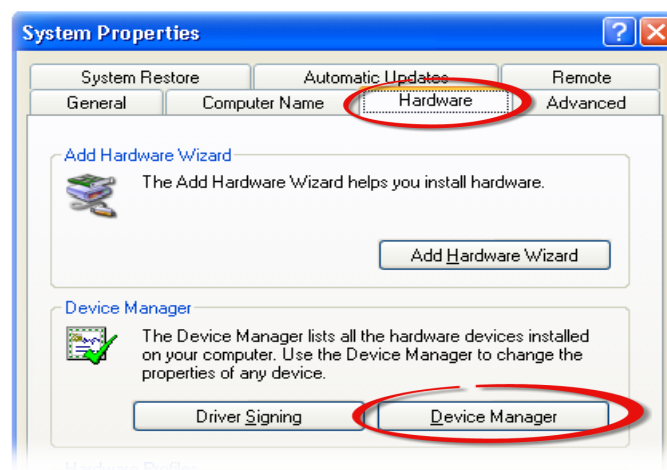 System Properties
System Restore Automatic Updates Remote
General Computer Name Hardware Advanced
Add Hardware Wizard
The Add Hardware Wizard helps you install hardware.
Add Hardware Wizard
Device Manager
The Device Manager lists all the hardware devices installed
on your computer. Use the Device Manager to change the
properties of any device.
Driver Signing Device Manager
Hardware Profiles